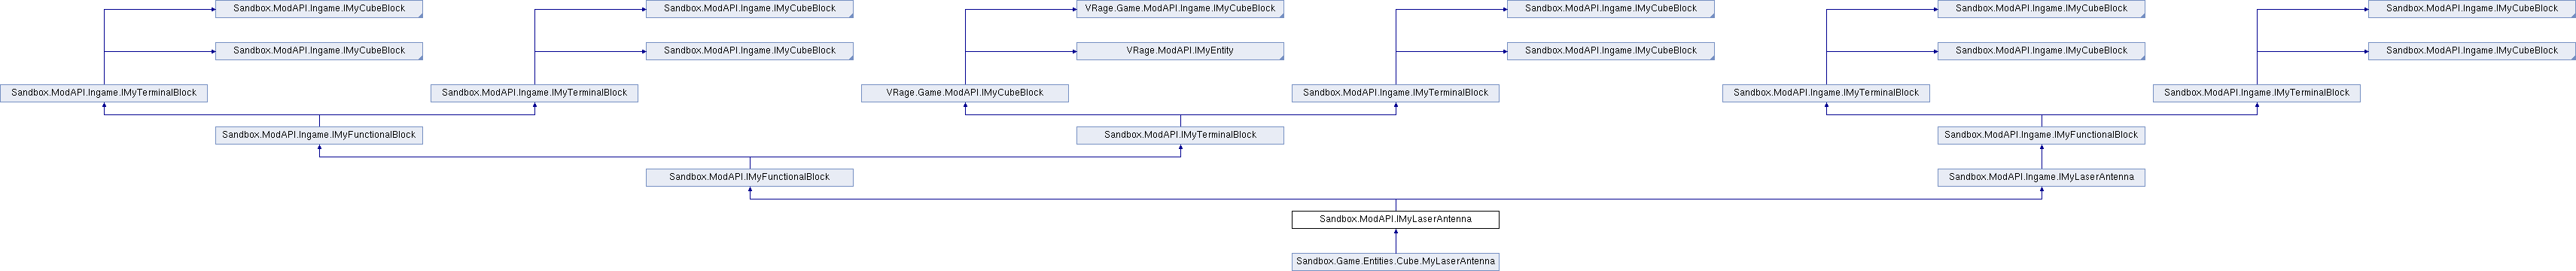 Sandbox.ModAPI.Ingame.IMyCubeBlock
Sandbox.ModAPI.Ingame.IMyCubeBlock
VRage.Game.ModAPI.Ingame.IMyCubeBlock
Sandbox.ModAPI.Ingame.IMyCubeBlock
Sandbox.ModAPI.Ingame.IMyCubeBlock
Sandbox.ModAPI.Ingame.IMyCubeBlock
Sandbox.ModAPI.Ingame.IMyCubeBlock
Sandbox.ModAPI.Ingame.IMyCubeBlock
VRage.ModAPI.IMyEntity
Sandbox.ModAPI.Ingame.IMyCubeBlock
Sandbox.ModAPI.Ingame.IMyCubeBlock
Sandbox.ModAPI.Ingame.IMyCubeBlock
Sandbox.ModAPI.Ingame.IMyTerminalBlock
Sandbox.ModAPI.Ingame.IMyTerminalBlock
VRage.Game.ModAPI.IMyCubeBlock
Sandbox.ModAPI.Ingame.IMyTerminalBlock
Sandbox.ModAPI.Ingame.IMyTerminalBlock
Sandbox.ModAPI.Ingame.IMyTerminalBlock
Sandbox.ModAPI.Ingame.IMyFunctionalBlock
Sandbox.ModAPI.IMyTerminalBlock
Sandbox.ModAPI.Ingame.IMyFunctionalBlock
Sandbox.ModAPI.IMyFunctionalBlock
Sandbox.ModAPI.Ingame.IMyLaserAntenna
Sandbox.ModAPI.IMyLaserAntenna
Sandbox.Game.Entities.Cube.MyLaserAntenna